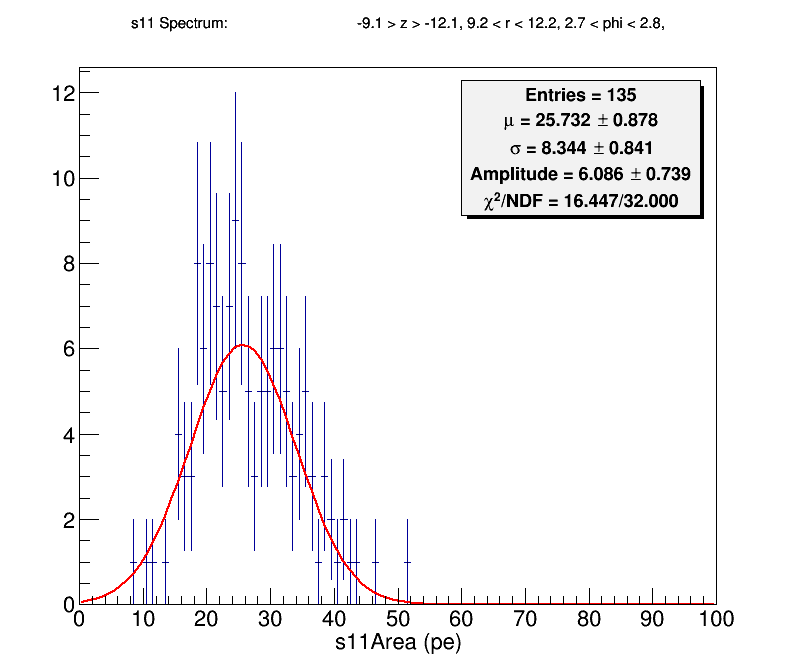 s11 Spectrum: -9.1 > z > -12.1, 9.2 < r < 12.2, 2.7 < phi < 2.8,
Entries = 135
μ = 25.732 ± 0.878
σ = 8.344 ± 0.841
Amplitude = 6.086 ± 0.739
χ²/NDF = 16.447/32.000
12
10
8
6
4
2
0
0 10 20 30 40 50 60 70 80 90 100
s11Area (pe)